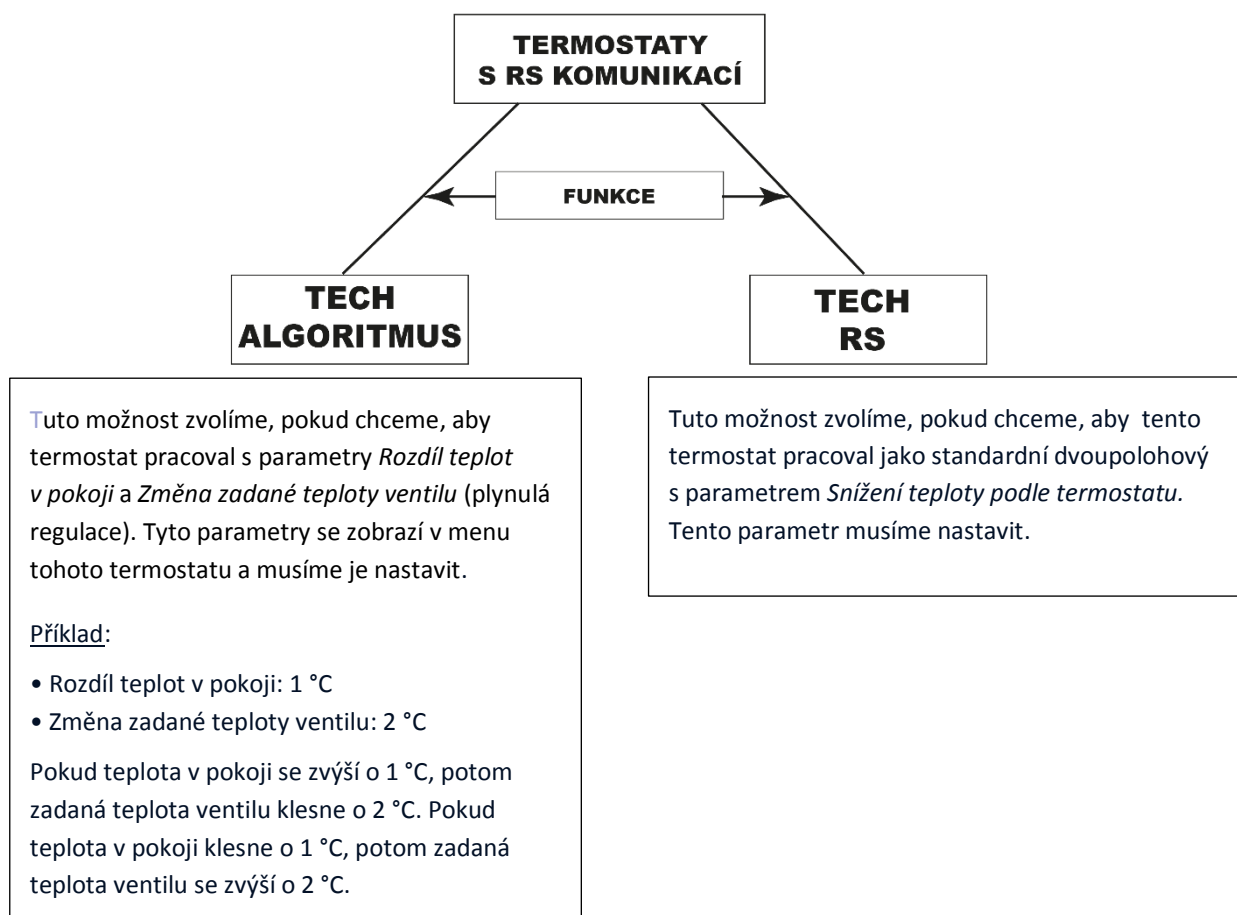 TERMOSTATY
S RS KOMUNIKACÍ
FUNKCE
TECH
ALGORITMUS
Tuto možnost zvolíme, pokud chceme, aby
termostat pracoval s parametry Rozdíl teplot
v pokoji a Změna zadané teploty ventilu (plynulá
regulace). Tyto parametry se zobrazí v menu
tohoto termostatu a musíme je nastavit.
Příklad:
• Rozdíl teplot v pokoji: 1 °C
• Změna zadané teploty ventilu: 2 °C
Pokud teplota v pokoji se zvýší o 1 °C, potom
zadaná teplota ventilu klesne o 2 °C. Pokud
teplota v pokoji klesne o 1 °C, potom zadaná
teplota ventilu se zvýší o 2 °C.
TECH
RS
Tuto možnost zvolíme, pokud chceme, aby tento
termostat pracoval jako standardní dvoupolohový
s parametrem Snížení teploty podle termostatu.
Tento parametr musíme nastavit.